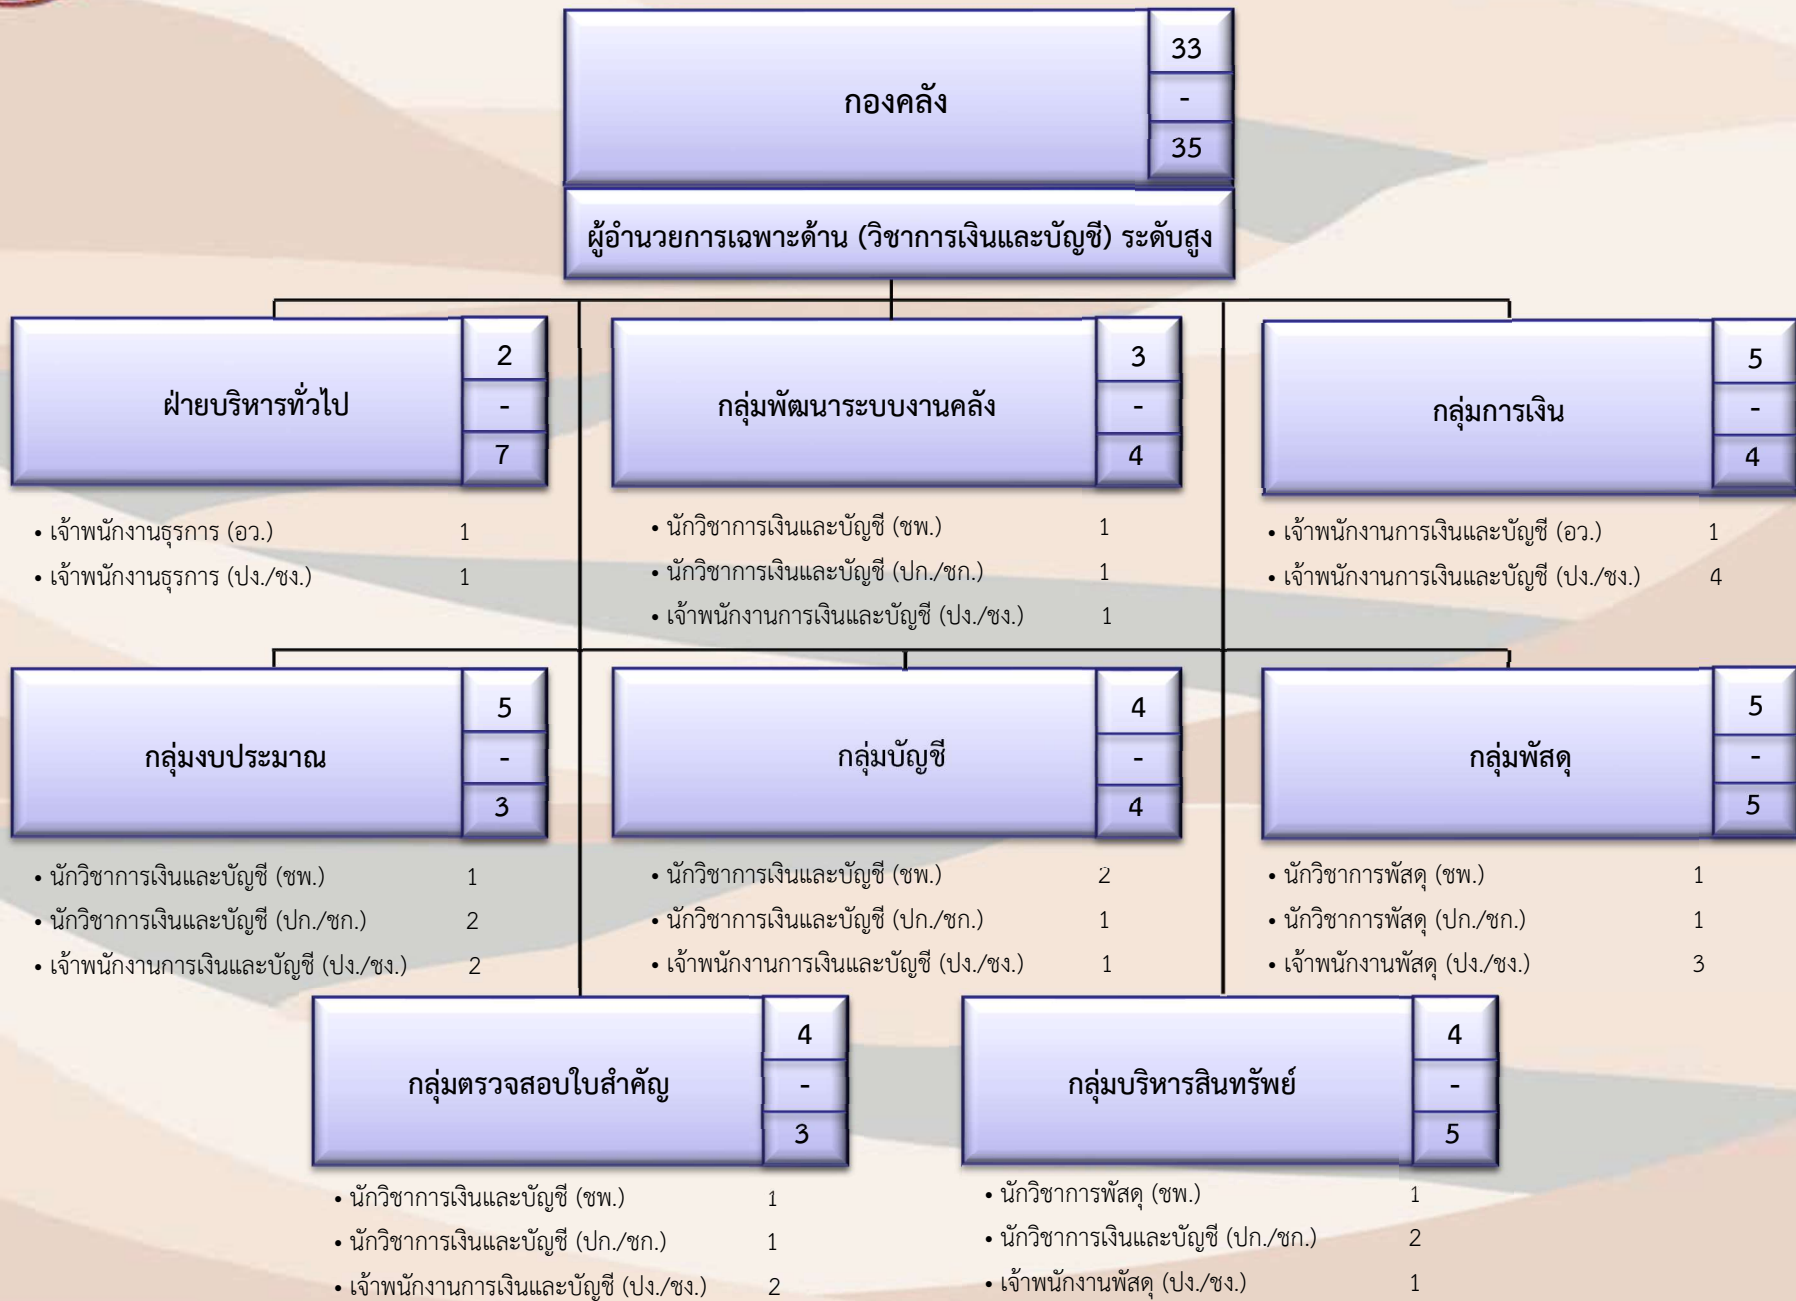 กองคลัง
33
-
35
ผู้อำนวยการเฉพาะด้าน (วิชาการเงินและบัญชี) ระดับสูง
ฝ่ายบริหารทั่วไป
2
-
7
• เจ้าพนักงานธุรการ (อว.) 1
• เจ้าพนักงานธุรการ (ปง./ชง.) 1
กลุ่มพัฒนาระบบงานคลัง
3
-
4
• นักวิชาการเงินและบัญชี (ชพ.) 1
• นักวิชาการเงินและบัญชี (ปก./ชก.) 1
• เจ้าพนักงานการเงินและบัญชี (ปง./ชง.) 1
กลุ่มการเงิน
5
-
4
• เจ้าพนักงานการเงินและบัญชี (อว.) 1
• เจ้าพนักงานการเงินและบัญชี (ปง./ชง.) 4
กลุ่มงบประมาณ
5
-
3
• นักวิชาการเงินและบัญชี (ชพ.) 1
• นักวิชาการเงินและบัญชี (ปก./ชก.) 2
• เจ้าพนักงานการเงินและบัญชี (ปง./ชง.) 2
กลุ่มบัญชี
4
-
4
• นักวิชาการเงินและบัญชี (ชพ.) 2
• นักวิชาการเงินและบัญชี (ปก./ชก.) 1
• เจ้าพนักงานการเงินและบัญชี (ปง./ชง.) 1
กลุ่มพัสดุ
5
-
5
• นักวิชาการพัสดุ (ชพ.) 1
• นักวิชาการพัสดุ (ปก./ชก.) 1
• เจ้าพนักงานพัสดุ (ปง./ชง.) 3
กลุ่มตรวจสอบใบสำคัญ
4
-
3
• นักวิชาการเงินและบัญชี (ชพ.) 1
• นักวิชาการเงินและบัญชี (ปก./ชก.) 1
• เจ้าพนักงานการเงินและบัญชี (ปง./ชง.) 2
กลุ่มบริหารสินทรัพย์
4
-
5
• นักวิชาการพัสดุ (ชพ.) 1
• นักวิชาการเงินและบัญชี (ปก./ชก.) 2
• เจ้าพนักงานพัสดุ (ปง./ชง.) 1